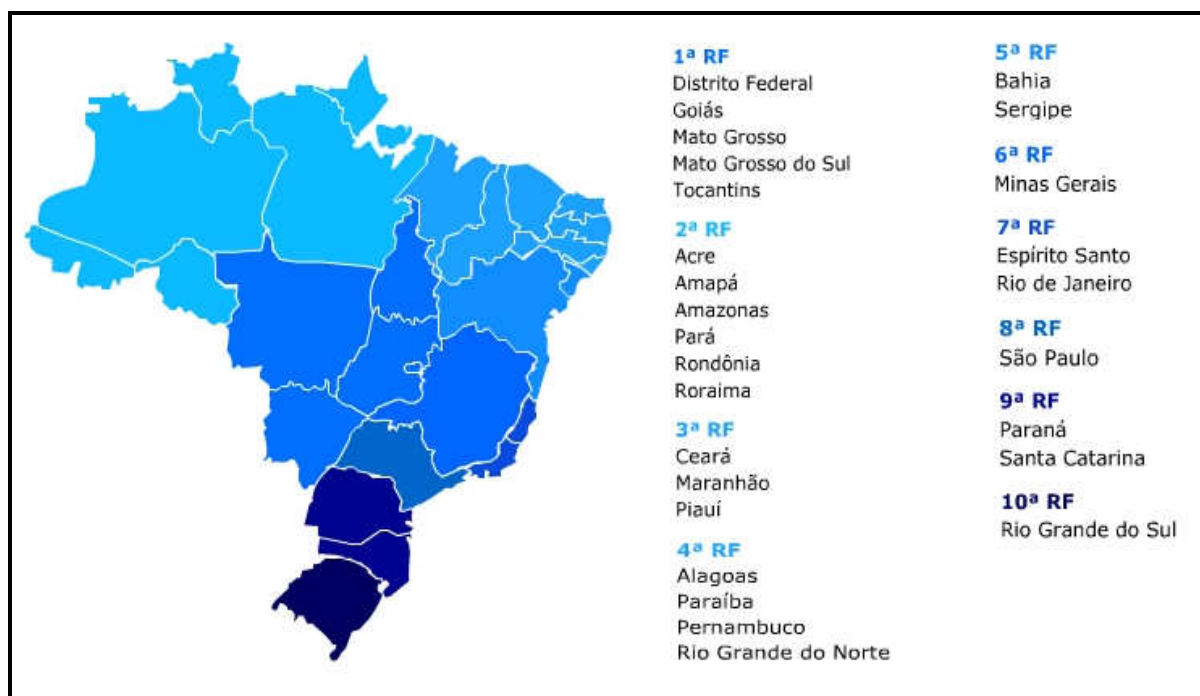 1ª RF
Distrito Federal
Goiás
Mato Grosso
Mato Grosso do Sul
Tocantins
2ª RF
Acre
Amapá
Amazonas
Pará
Rondônia
Roraima
3ª RF
Ceará
Maranhão
Piauí
4ª RF
Alagoas
Paraíba
Pernambuco
Rio Grande do Norte
5ª RF
Bahia
Sergipe
6ª RF
Minas Gerais
7ª RF
Espírito Santo
Rio de Janeiro
8ª RF
São Paulo
9ª RF
Paraná
Santa Catarina
10ª RF
Rio Grande do Sul